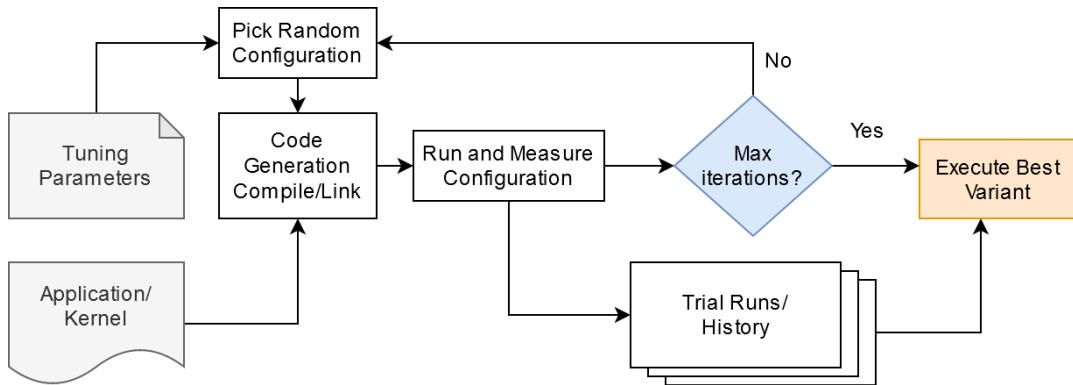 Pick Random
Configuration
No
Tuning
Parameters
Code
Generation
Compile/Link
Run and Measure
Configuration
Max
iterations?
Yes
Execute Best
Variant
Application/
Kernel
Trial Runs/
History